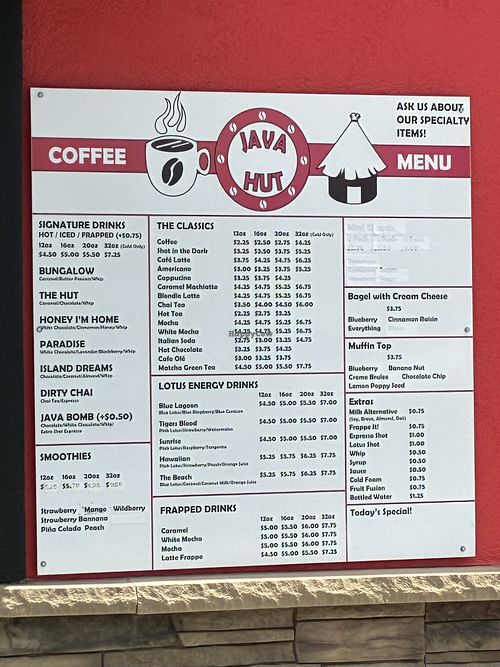 ASK US ABOUT
OUR SPECIALTY
ITEMS!
COFFEE
JAVA
HUT
MENU
SIGNATURE DRINKS
HOT / ICED / FRAPPED (+$0.75)
12oz 16oz 20oz 32oz (Cold Only)
$4.50 $5.00 $5.50 $7.25
BUNGALOW
Caramel/Butter Pecan/Whip
THE HUT
Caramel/Chocolate/Whip
HONEY I'M HOME
White Chocolate/Cinnamon/Honey/Whip
PARADISE
White Chocolate/Lavender/Blackberry/Whip
ISLAND DREAMS
Chocolate/Coconut/Almond/Whip
DIRTY CHAI
Chai Tea/Espresso
JAVA BOMB (+$0.50)
Chocolate/White Chocolate/
Extra Shot Espresso
SMOOTHIES
12oz 16oz 20oz 32oz
Strawberry Mango Wildberry
Strawberry Bannana
Piña Colada Peach
THE CLASSICS
12oz 16oz 20oz 32oz (Cold Only)
Coffee $2.25 $2.50 $2.75 $4.25
Shot in the Dark $3.25 $3.50 $3.75 $5.25
Café Latté $3.75 $4.25 $4.75 $6.25
Americano $3.00 $3.25 $3.75 $5.25
Cappucino $3.25 $3.75 $4.25
Caramel Machiatto $4.25 $4.75 $5.25 $6.75
Blondie Latte $4.25 $4.75 $5.25 $6.75
Chai Tea $3.50 $4.00 $4.50 $6.00
Hot Tea $2.25 $2.75 $3.25
Mocha $4.25 $4.75 $5.25 $6.75
White Mocha $4.25 $4.75 $5.25 $6.75
Italian Soda $2.75 $3.00 $3.25 $4.75
Hot Chocolate $3.25 $3.75 $4.25
Cafe Olé $3.00 $3.25 $3.75
Matcha Green Tea $4.50 $5.00 $5.50 $7.75
HappyCow
LOTUS ENERGY DRINKS
12oz 16oz 20oz 32oz
Blue Lagoon $4.50 $5.00 $5.50 $7.00
Blue Lotus/Blue Raspberry/Blue Curacao
Tigers Blood $4.50 $5.00 $5.50 $7.00
Pink Lotus/Strawberry/Watermelon
Sunrise $4.50 $5.00 $5.50 $7.00
Pink Lotus/Raspberry/Tangerine
Hawaiian $5.25 $5.75 $6.25 $7.75
Pink Lotus/Strawberry/Peach/Orange Juice
The Beach $5.25 $5.75 $6.25 $7.75
Blue Lotus/Coconut/Coconut Milk/Orange Juice
FRAPPED DRINKS
12oz 16oz 20oz 32oz
Caramel $5.00 $5.50 $6.00 $7.75
White Mocha $5.00 $5.50 $6.00 $7.75
Mocha $5.00 $5.50 $6.00 $7.75
Latte Frappe $4.50 $5.00 $5.50 $7.25
Bagel with Cream Cheese
$3.75
Blueberry Cinnamon Raisin
Everything
Muffin Top
$3.75
Blueberry Banana Nut
Creme Brulee Chocolate Chip
Lemon Poppy Seed
Extras
Milk Alternative $0.75
(Soy, Breve, Almond, Oat)
Frappe It! $0.75
Espresso Shot $1.00
Lotus Shot $1.00
Whip $0.50
Syrup $0.50
Sauce $0.50
Cold Foam $0.75
Fruit Fusion $0.75
Bottled Water $1.25
Today's Special!